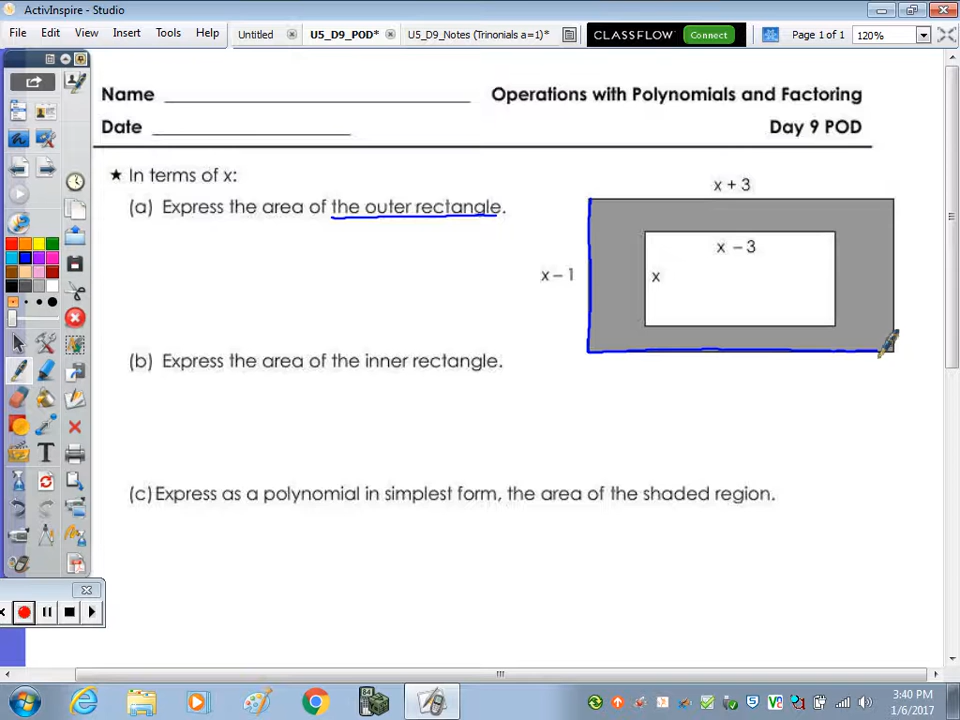 ActivInspire - Studio
File Edit View Insert Tools Help Untitled U5_D9_POD* U5_D9_Notes (Trinonials a=1)* CLASSFLOW Connect Page 1 of 1 120%
Name Operations with Polynomials and Factoring
Date Day 9 POD
★ In terms of x:
x + 3
(a) Express the area of the outer rectangle.
x – 3
x – 1 x
(b) Express the area of the inner rectangle.
(c) Express as a polynomial in simplest form, the area of the shaded region.
3:40 PM
1/6/2017